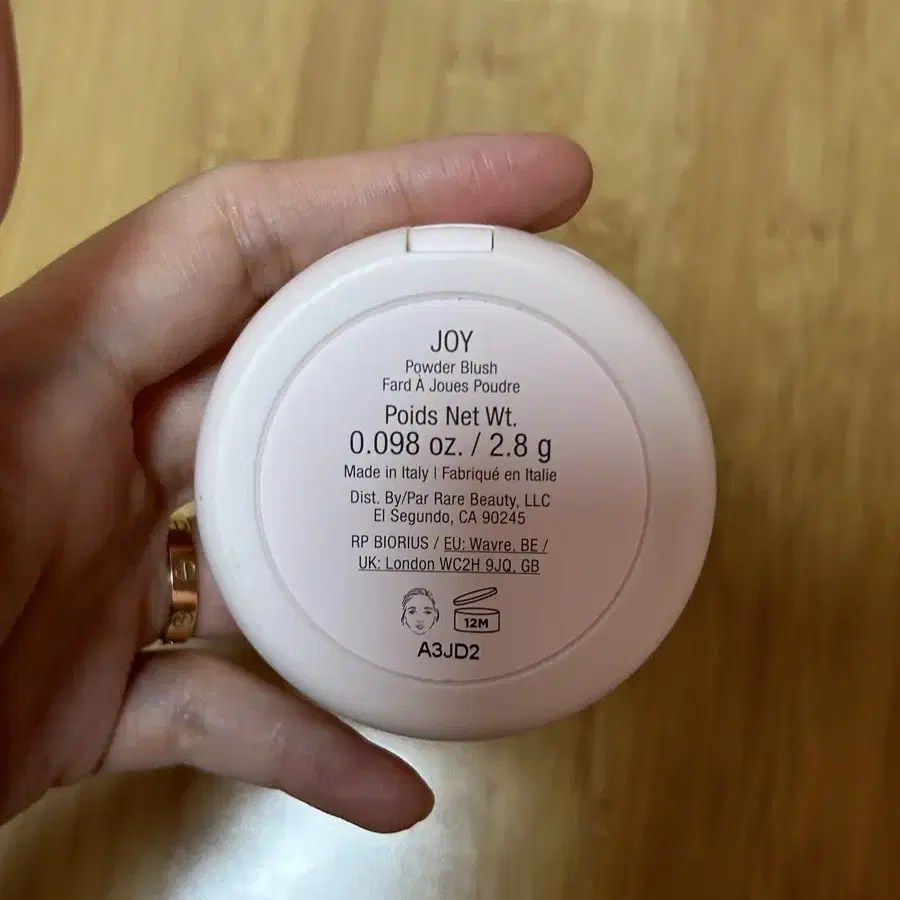 JOY
Powder Blush
Fard À Joues Poudre
Poids Net Wt.
0.098 oz. / 2.8 g
Made in Italy | Fabriqué en Italie
Dist. By/Par Rare Beauty, LLC
El Segundo, CA 90245
RP BIORIUS / EU: Wavre, BE /
UK: London WC2H 9JQ, GB
12M
A3JD2